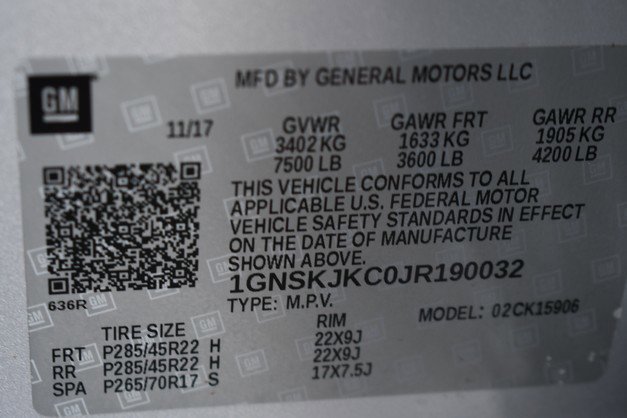 GM
MFD BY GENERAL MOTORS LLC
11/17 GVWR GAWR FRT GAWR RR
3402 KG 1633 KG 1905 KG
7500 LB 3600 LB 4200 LB
THIS VEHICLE CONFORMS TO ALL
APPLICABLE U.S. FEDERAL MOTOR
VEHICLE SAFETY STANDARDS IN EFFECT
ON THE DATE OF MANUFACTURE
SHOWN ABOVE.
1GNSKJKC0JR190032
636R
TYPE: M.P.V. MODEL: 02CK15906
TIRE SIZE RIM
FRT P285/45R22 H 22X9J
RR P285/45R22 H 22X9J
SPA P265/70R17 S 17X7.5J